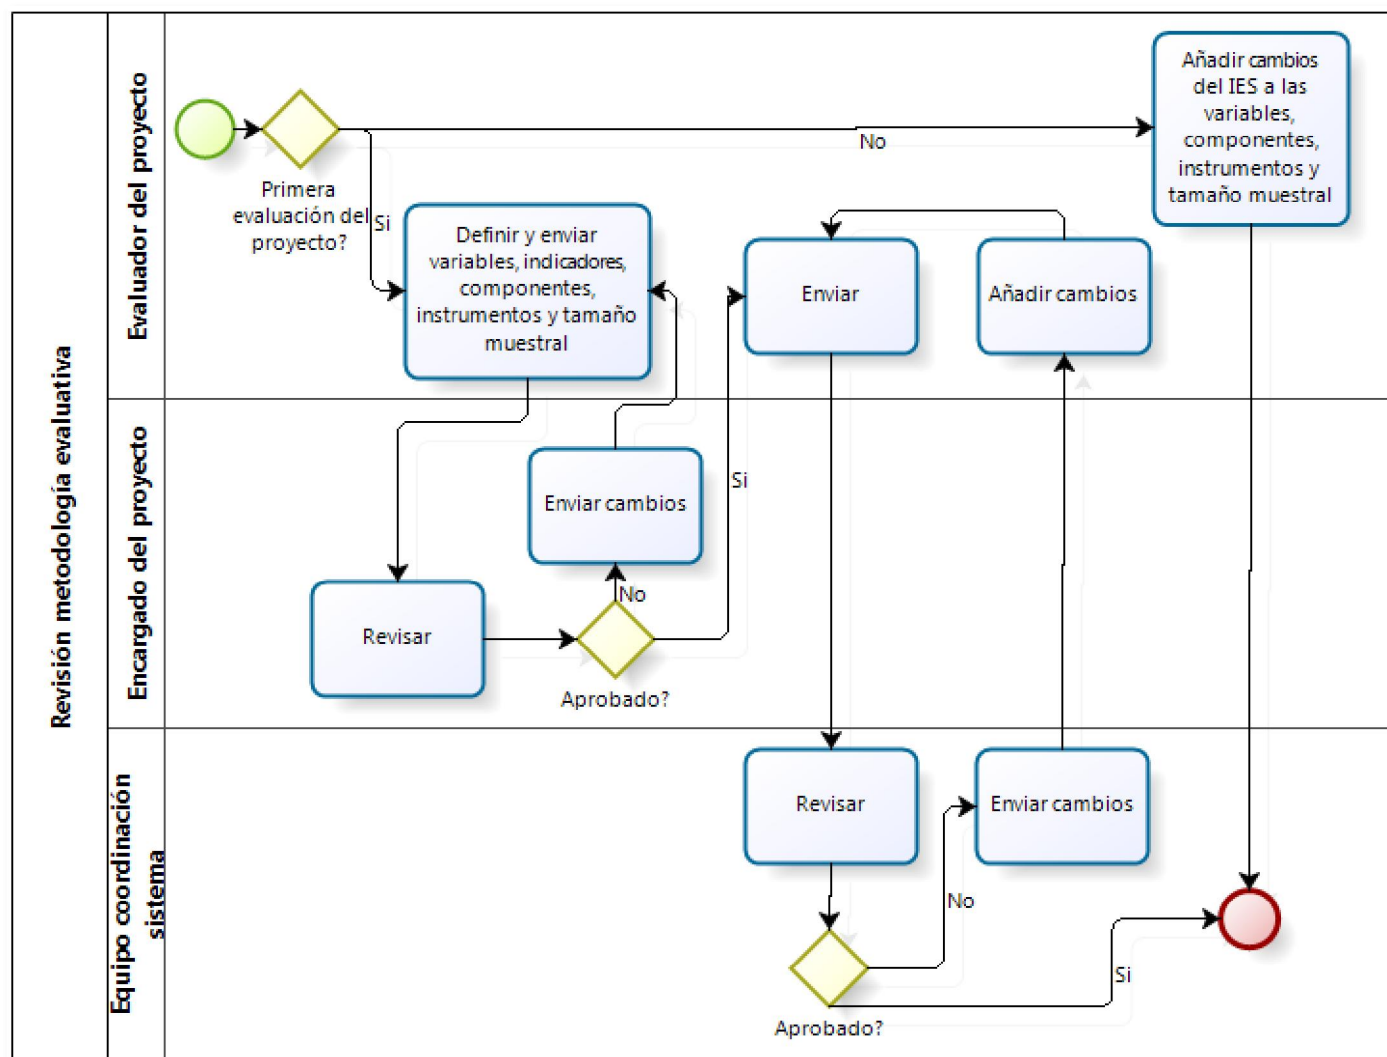 Revisión metodología evaluativa
Evaluador del proyecto
Primera
evaluación del
proyecto?
Si
No
Añadir cambios
del IES a las
variables,
componentes,
instrumentos y
tamaño muestral
Definir y enviar
variables, indicadores,
componentes,
instrumentos y tamaño
muestral
Enviar
Añadir cambios
Encargado del proyecto
Enviar cambios
Si
No
Revisar
Aprobado?
Equipo coordinación
sistema
Revisar
Enviar cambios
No
Si
Aprobado?